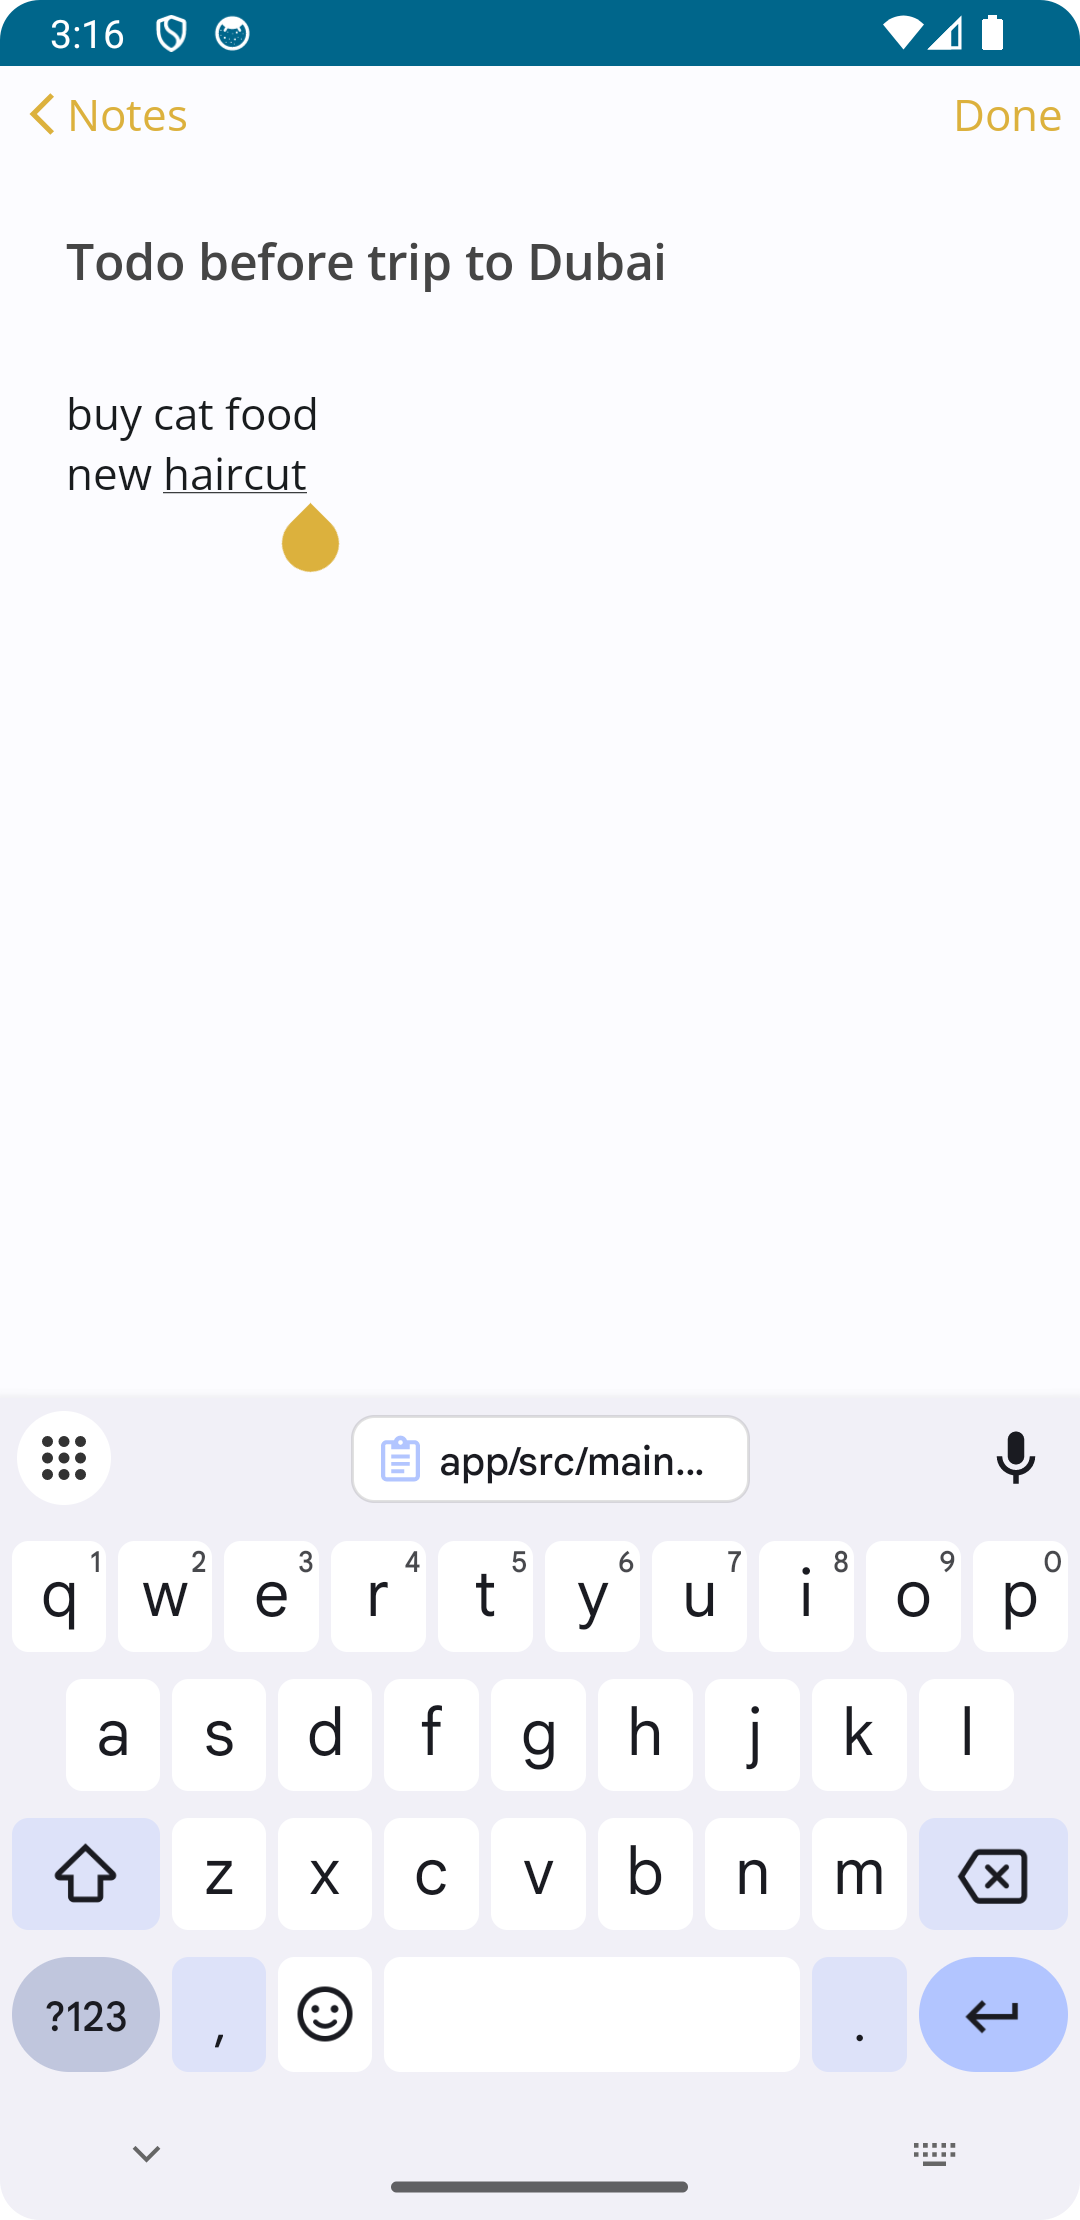 3:16
Notes
Done
Todo before trip to Dubai
buy cat food
new haircut
app/src/main...
q 1 w 2 e 3 r 4 t 5 y 6 u 7 i 8 o 9 p 0
a s d f g h j k l
z x c v b n m
?123 , .